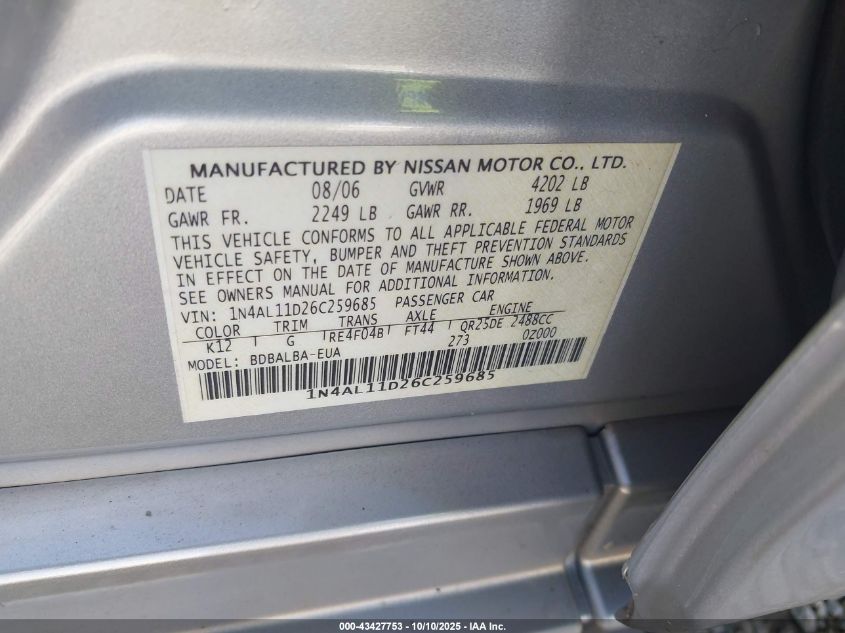 MANUFACTURED BY NISSAN MOTOR CO., LTD.
DATE 08/06 GVWR 4202 LB
GAWR FR. 2249 LB GAWR RR. 1969 LB
THIS VEHICLE CONFORMS TO ALL APPLICABLE FEDERAL MOTOR
VEHICLE SAFETY, BUMPER AND THEFT PREVENTION STANDARDS
IN EFFECT ON THE DATE OF MANUFACTURE SHOWN ABOVE.
SEE OWNERS MANUAL FOR ADDITIONAL INFORMATION.
VIN: 1N4AL11D26C259685 PASSENGER CAR
COLOR TRIM TRANS AXLE ENGINE
K12 G RE4F04B FT44 QR25DE 2488CC
MODEL: BDBALBA-EUA 273 0Z000
1N4AL11D26C259685
000-43427753 - 10/10/2025 - IAA Inc.